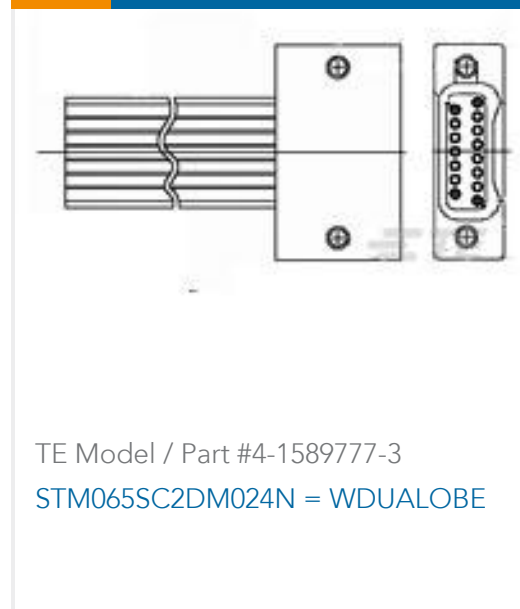 TE Model / Part #4-1589777-3
STM065SC2DM024N = WDUALOBE